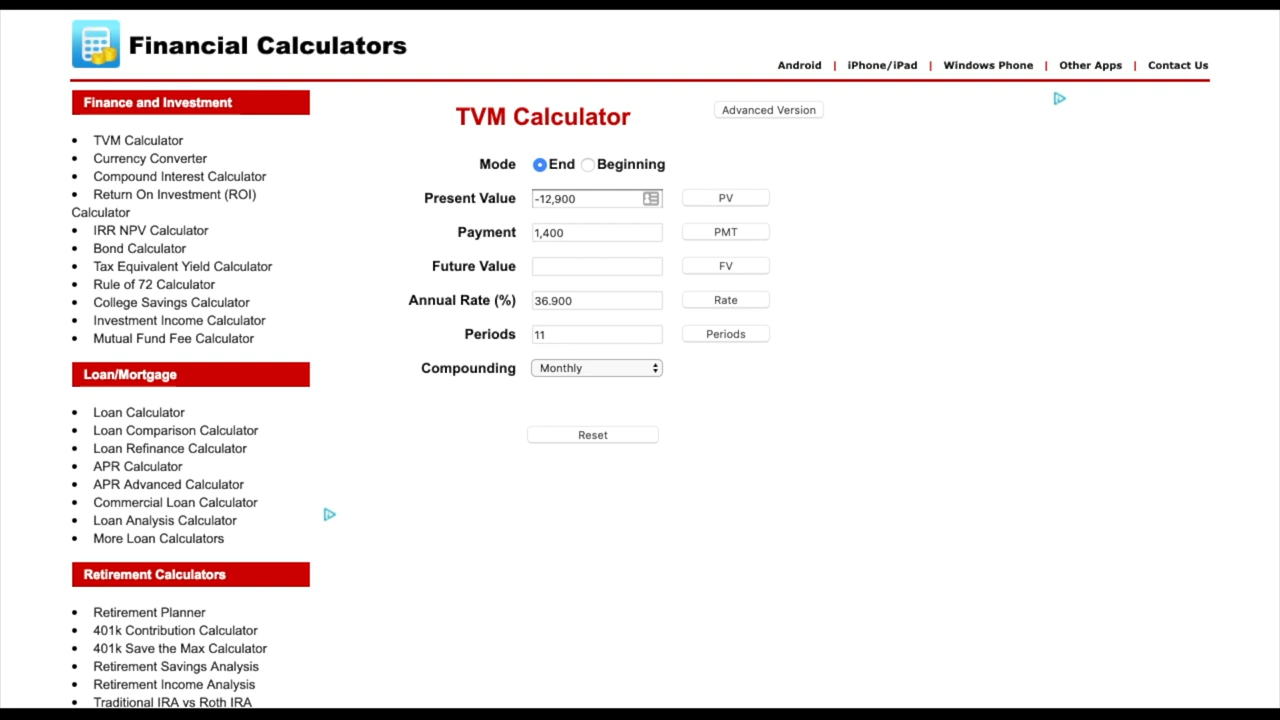 Financial Calculators
Android | iPhone/iPad | Windows Phone | Other Apps | Contact Us
Finance and Investment
• TVM Calculator
• Currency Converter
• Compound Interest Calculator
• Return On Investment (ROI)
Calculator
• IRR NPV Calculator
• Bond Calculator
• Tax Equivalent Yield Calculator
• Rule of 72 Calculator
• College Savings Calculator
• Investment Income Calculator
• Mutual Fund Fee Calculator
Loan/Mortgage
• Loan Calculator
• Loan Comparison Calculator
• Loan Refinance Calculator
• APR Calculator
• APR Advanced Calculator
• Commercial Loan Calculator
• Loan Analysis Calculator
• More Loan Calculators
Retirement Calculators
• Retirement Planner
• 401k Contribution Calculator
• 401k Save the Max Calculator
• Retirement Savings Analysis
• Retirement Income Analysis
• Traditional IRA vs Roth IRA
TVM Calculator
Advanced Version
Mode End Beginning
Present Value -12,900 PV
Payment 1,400 PMT
Future Value FV
Annual Rate (%) 36.900 Rate
Periods 11 Periods
Compounding Monthly
Reset